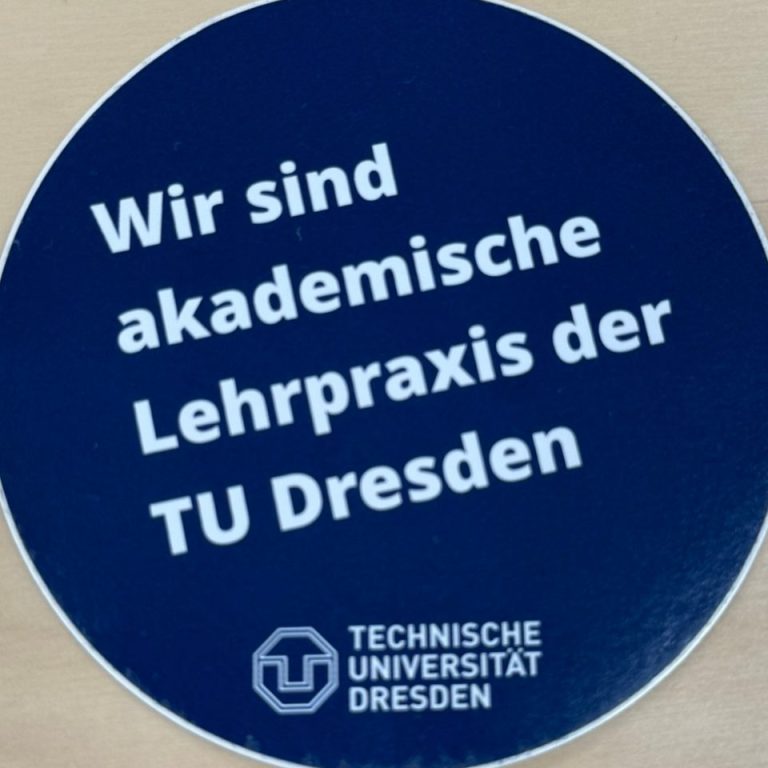 Wir sind
akademische
Lehrpraxis der
TU Dresden
TECHNISCHE
UNIVERSITÄT
DRESDEN